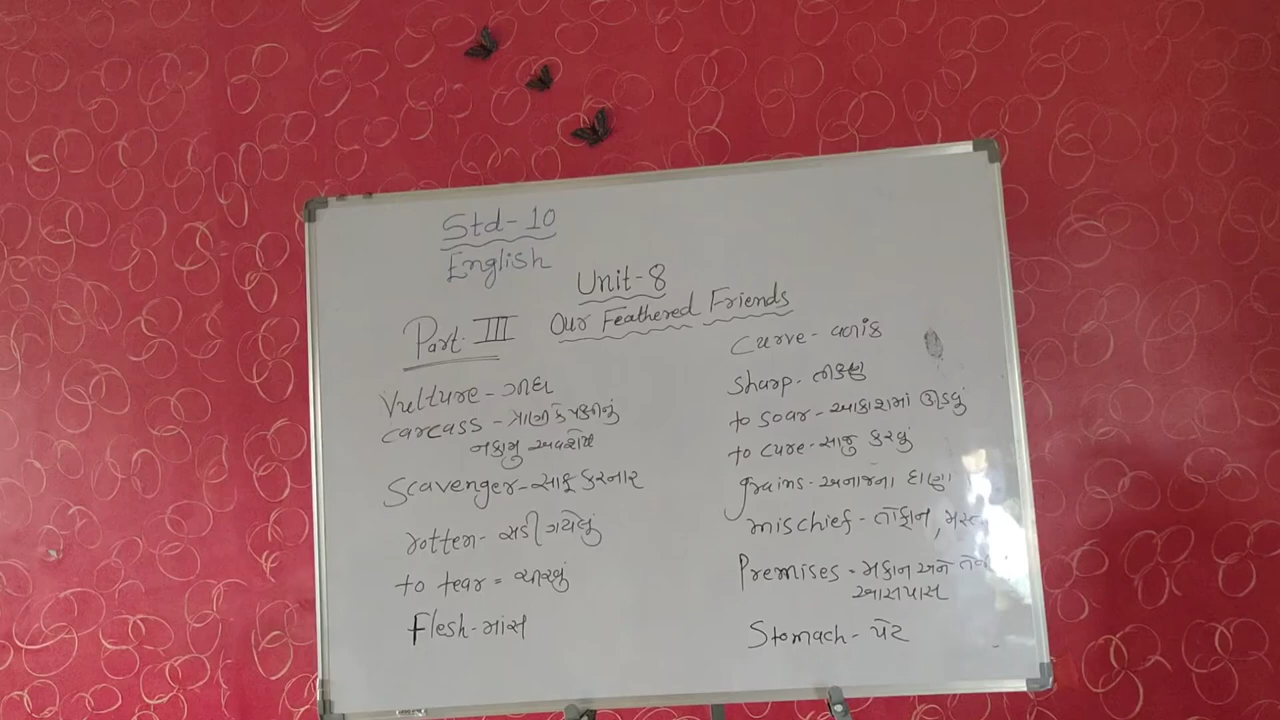 Std-10
English
Unit-8
Our Feathered Friends
Part-III
Vulture - ગીધ
carcass - પ્રાણી કે પક્ષીનું
નકામુ અવશેષ
Scavenger - સાફ કરનાર
rotten - સડી ગયેલું
to tear = ચીરવું
Flesh - માંસ
curve - વળાંક
Sharp - તીક્ષ્ણ
to soar - આકાશમાં ઊડવું
to cure - સાજુ કરવું
grains - અનાજના દાણા
mischief - તોફાન,
Premises - મકાન અને
આસપાસ
Stomach - પેટ